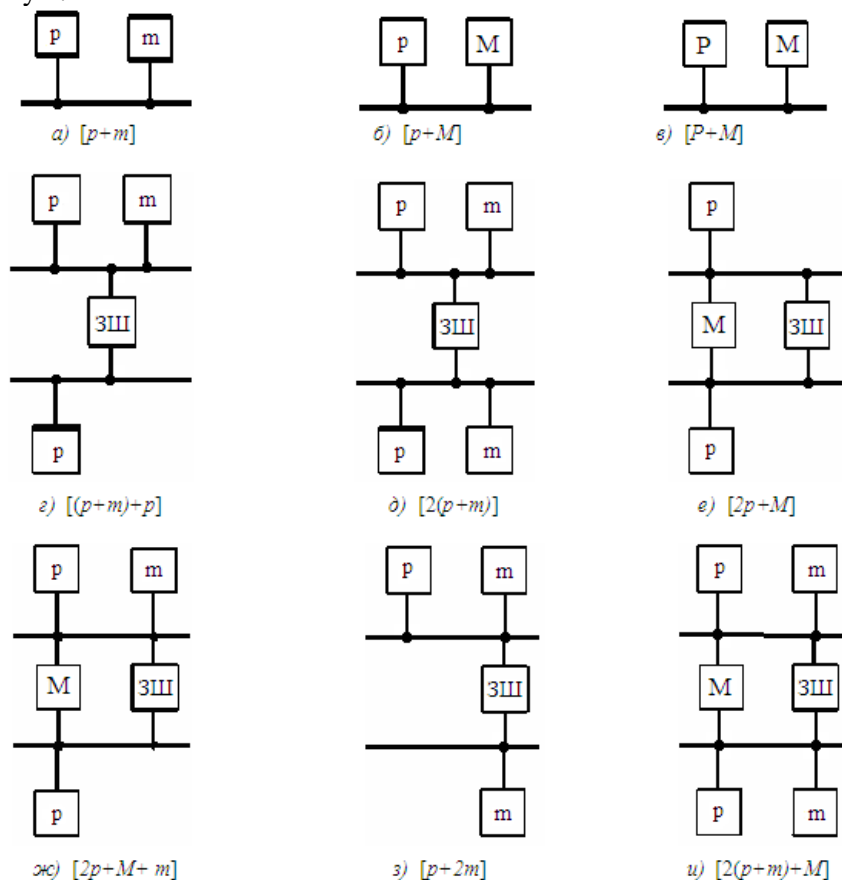 p m p M P M
а) [p+m] б) [p+M] в) [P+M]
p m p m p
ЗШ ЗШ M ЗШ
p p m p
г) [(p+m)+p] д) [2(p+m)] е) [2p+M]
p m p m p m
M ЗШ ЗШ M ЗШ
p m p m
ж) [2p+M+ m] з) [p+2m] и) [2(p+m)+M]